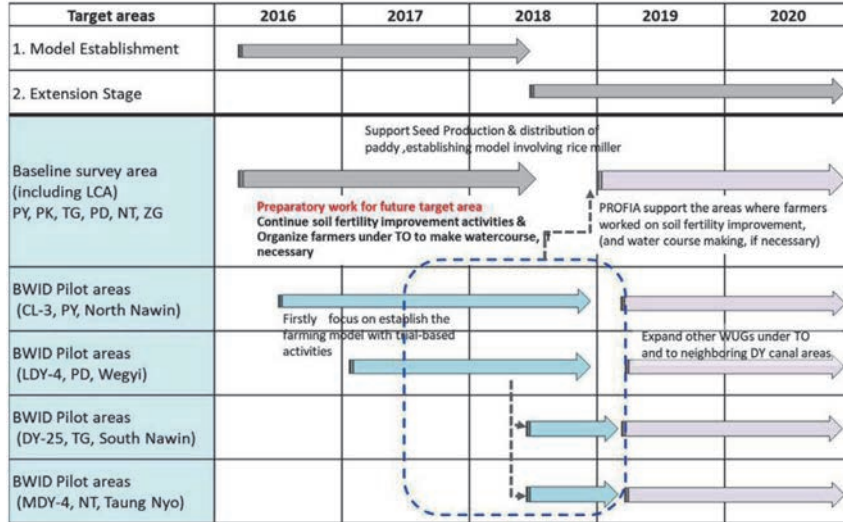 Target areas 2016 2017 2018 2019 2020
1. Model Establishment
2. Extension Stage
Baseline survey area
(including LCA)
PY, PK, TG, PD, NT, ZG
Support Seed Production & distribution of
paddy ,establishing model involving rice miller
Preparatory work for future target area
Continue soil fertility improvement activities &
Organize farmers under TO to make watercourse, if
necessary
PROFIA support the areas where farmers
worked on soil fertility improvement,
(and water course making, if necessary)
BWID Pilot areas
(CL-3, PY, North Nawin)
Firstly focus on establish the
farming model with trial-based
activities
BWID Pilot areas
(LDY-4, PD, Wegyi)
Expand other WUGs under TO
and to neighboring DY canal areas
BWID Pilot areas
(DY-25, TG, South Nawin)
BWID Pilot areas
(MDY-4, NT, Taung Nyo)